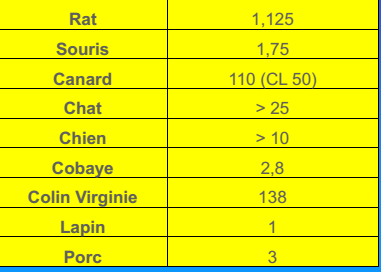 Rat 1,125
Souris 1,75
Canard 110 (CL 50)
Chat > 25
Chien > 10
Cobaye 2,8
Colin Virginie 138
Lapin 1
Porc 3